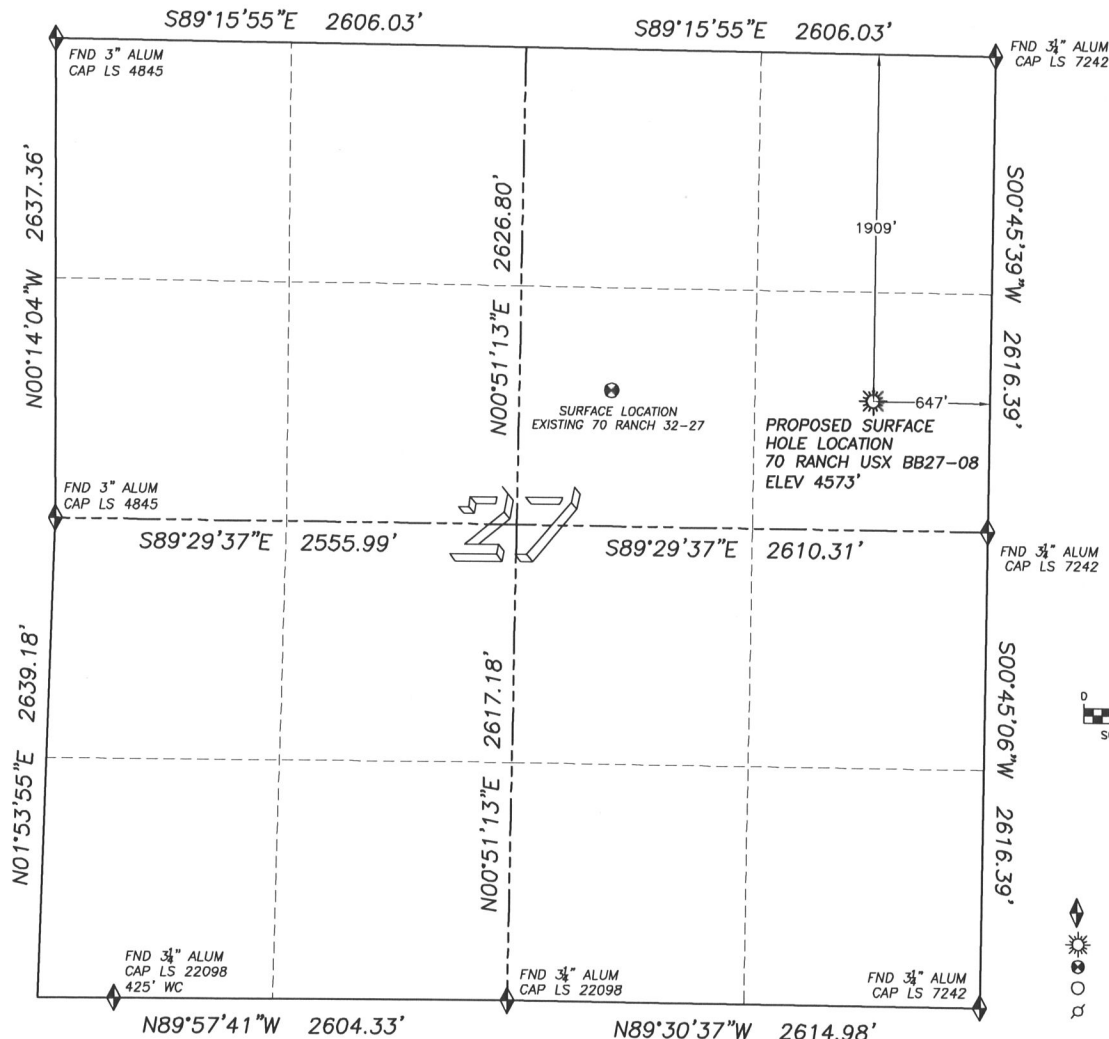 S89°15'55"E 2606.03'
S89°15'55"E 2606.03'
FND 3" ALUM
CAP LS 4845
FND 3¼" ALUM
CAP LS 7242
N00°14'04"W 2637.36'
N00°51'13"E 2626.80'
1909'
S00°45'39"W 2616.39'
SURFACE LOCATION
EXISTING 70 RANCH 32-27
647'
PROPOSED SURFACE
HOLE LOCATION
70 RANCH USX BB27-08
ELEV 4573'
FND 3" ALUM
CAP LS 4845
27
S89°29'37"E 2555.99'
S89°29'37"E 2610.31'
FND 3¼" ALUM
CAP LS 7242
N01°53'55"E 2639.18'
N00°51'13"E 2617.18'
S00°45'06"W 2616.39'
0
FND 3¼" ALUM
CAP LS 22098
425' WC
FND 3¼" ALUM
CAP LS 22098
FND 3¼" ALUM
CAP LS 7242
N89°57'41"W 2604.33'
N89°30'37"W 2614.98'